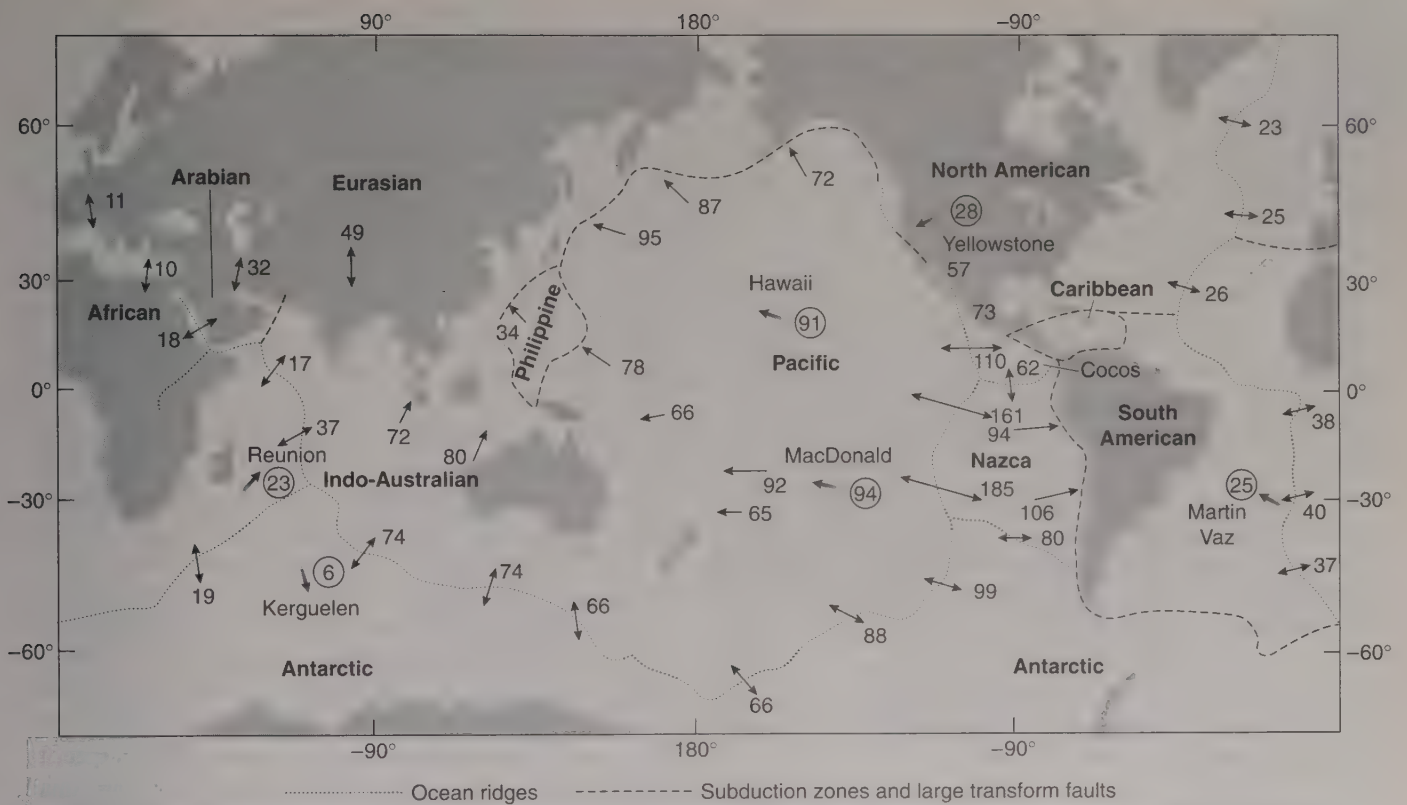 90° 180° −90°
60° 60°
23
North American
Arabian Eurasian
72
11
87
28
25
49
95
Yellowstone
10 32
57
30° 30°
Hawaii
Caribbean
26
African
73
91
18
34
Philippine
Pacific
110
17
78
62 Cocos
0° 0°
161
66
South
American
38
72
94
37
80
MacDonald
Reunion
Nazca
Indo-Australian
23
92
94
185
25
−30° −30°
65
106
Martin
Vaz
40
74
80
37
6
74
99
19
Kerguelen
66
88
−60° −60°
Antarctic Antarctic
66
−90° 180° −90°
Ocean ridges Subduction zones and large transform faults